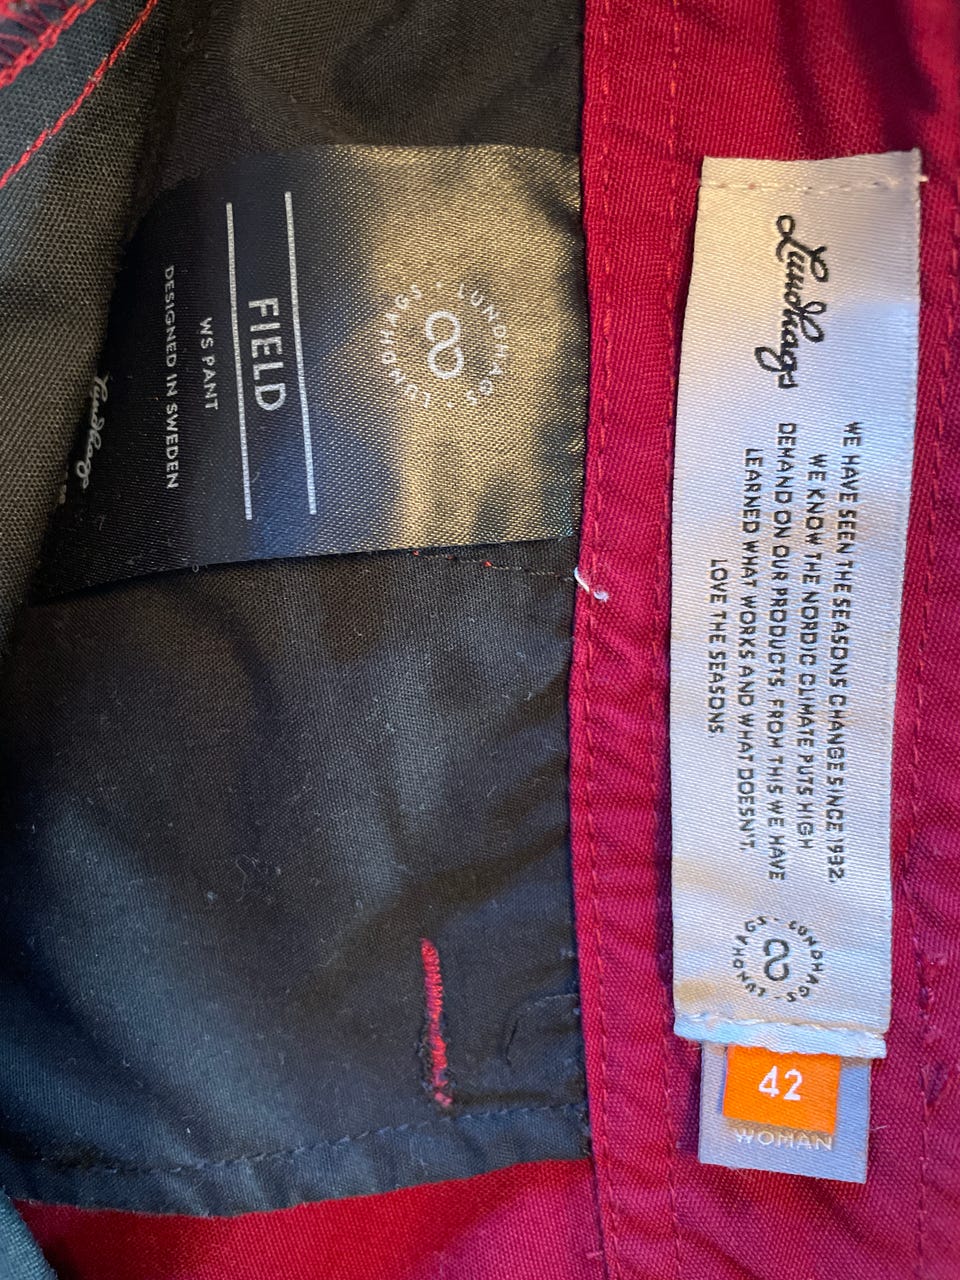 Lundhags
WE HAVE SEEN THE SEASONS CHANGE SINCE 1932.
WE KNOW THE NORDIC CLIMATE PUTS HIGH
DEMAND ON OUR PRODUCTS. FROM THIS WE HAVE
LEARNED WHAT WORKS AND WHAT DOESN'T.
LOVE THE SEASONS
LUNDHAGS · LUNDHAGS ·
42
WOMAN
LUNDHAGS · LUNDHAGS ·
FIELD
WS PANT
DESIGNED IN SWEDEN
Lundhags